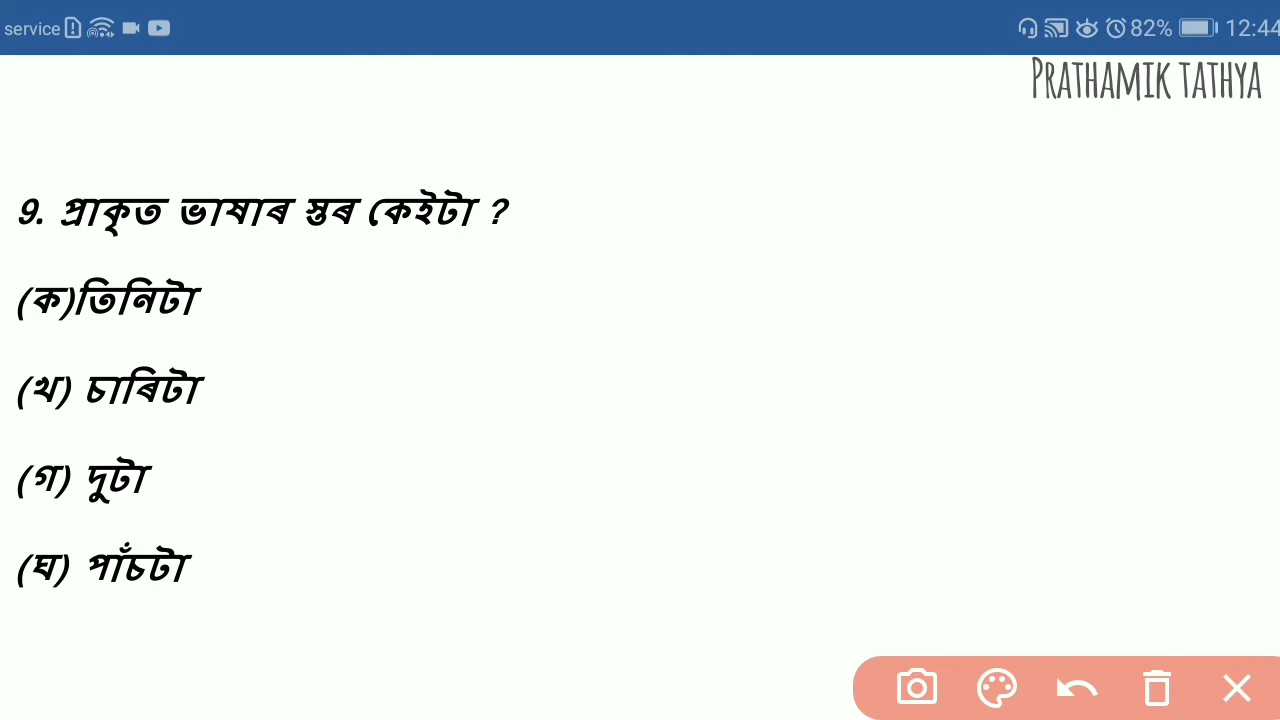 service 82% 12:44
PRATHAMIK TATHYA
9. প্ৰাকৃত ভাষাৰ স্তৰ কেইটা ?
(ক)তিনিটা
(খ) চাৰিটা
(গ) দুটা
(ঘ) পাঁচটা